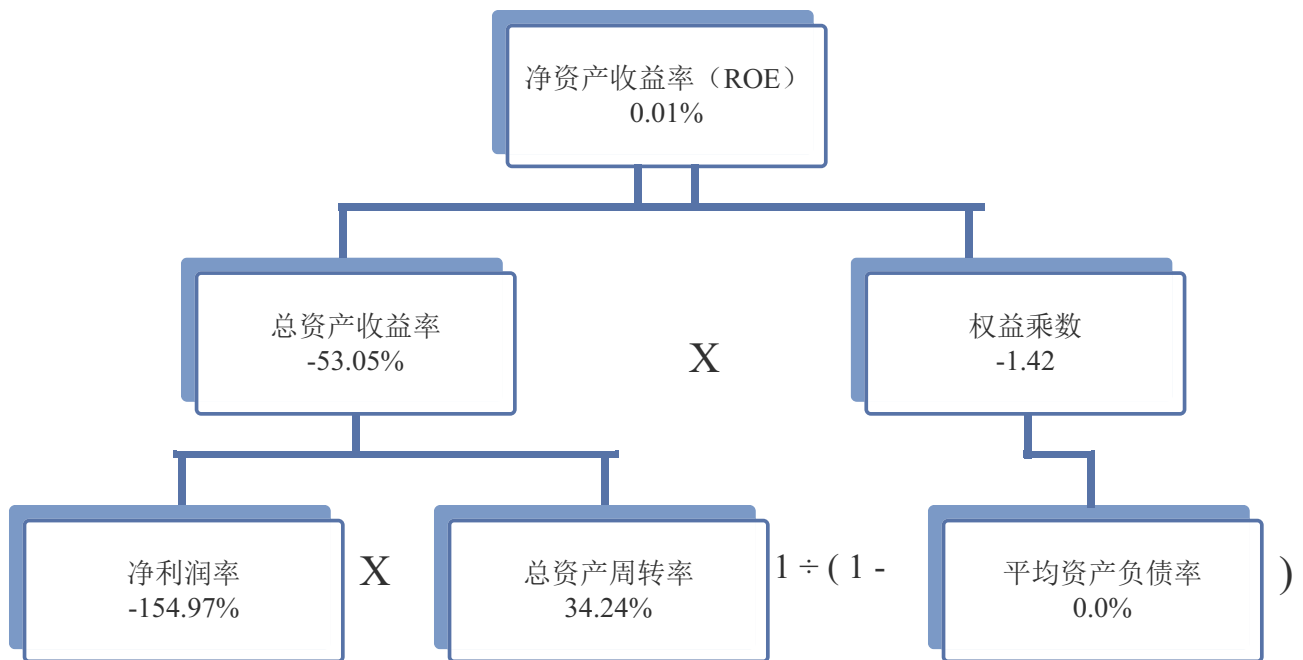 净资产收益率（ROE）
0.01%
总资产收益率
-53.05%
X
权益乘数
-1.42
净利润率
-154.97%
X
总资产周转率
34.24%
1 ÷ ( 1 -
平均资产负债率
0.0%
)